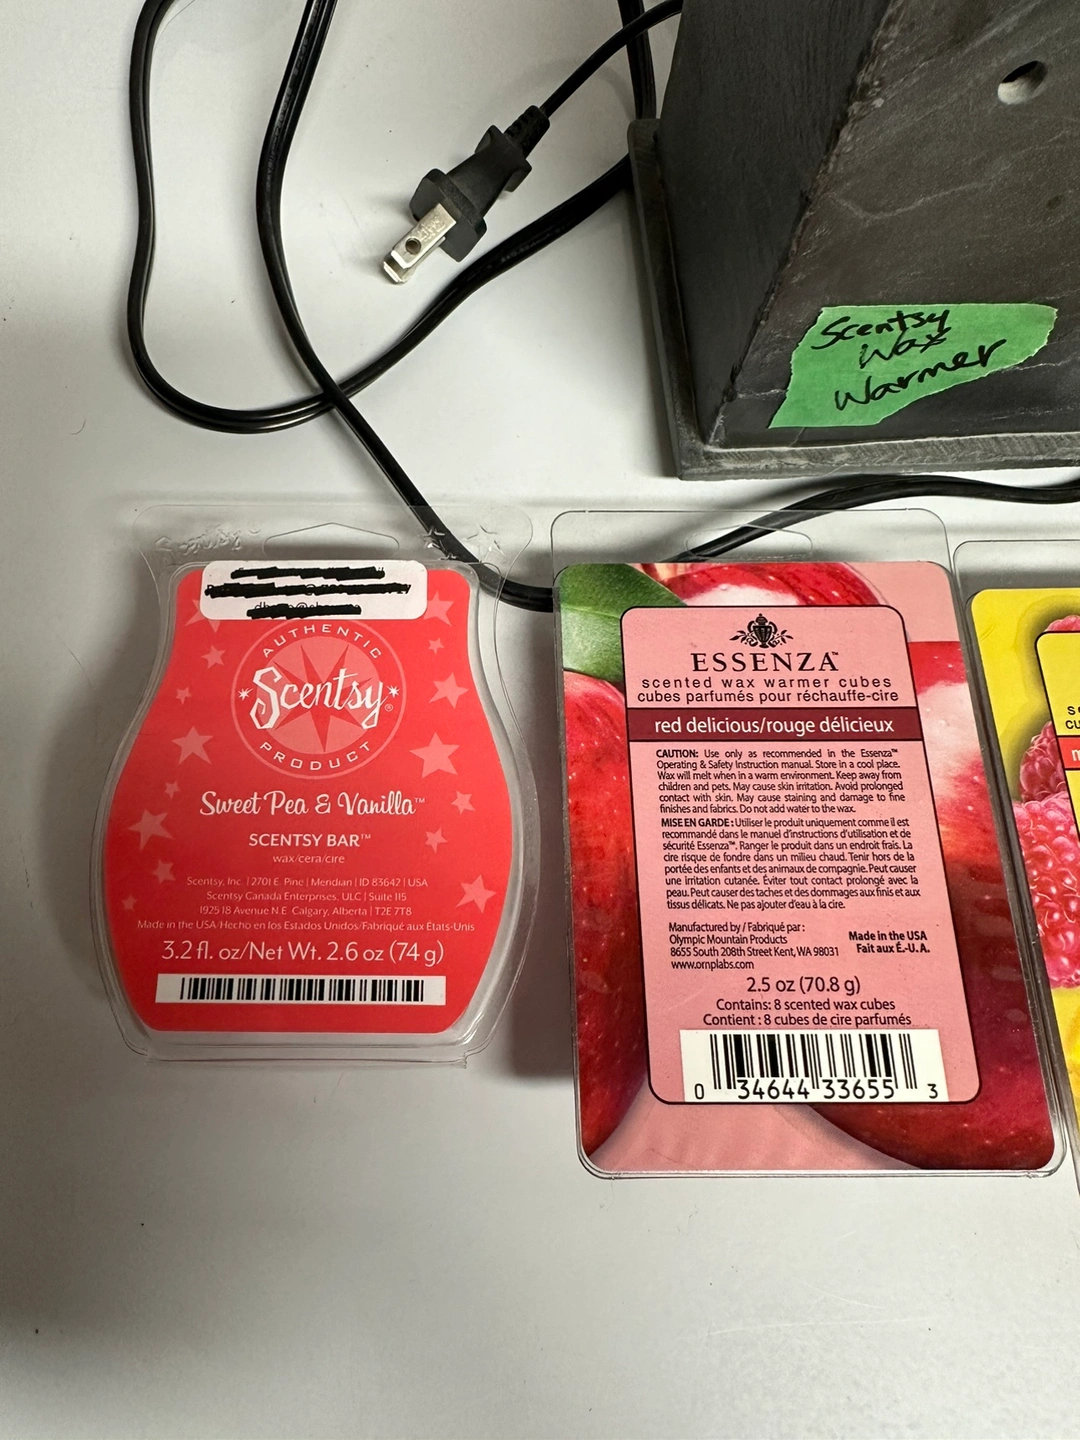 Scentsy
Wax
Warmer
AUTHENTIC
Scentsy®
PRODUCT
Sweet Pea & Vanilla™
SCENTSY BAR™
wax/cera/cire
Scentsy, Inc. | 2701 E. Pine | Meridian | ID 83642 | USA
Scentsy Canada Enterprises, ULC | Suite 115
1925 18 Avenue N.E. Calgary, Alberta | T2E 7T8
Made in the USA/Hecho en los Estados Unidos/Fabriqué aux États-Unis
3.2 fl. oz/Net Wt. 2.6 oz (74 g)
ESSENZA™
scented wax warmer cubes
cubes parfumés pour réchauffe-cire
red delicious/rouge délicieux
CAUTION: Use only as recommended in the Essenza™
Operating & Safety Instruction manual. Store in a cool place.
Wax will melt when in a warm environment. Keep away from
children and pets. May cause skin irritation. Avoid prolonged
contact with skin. May cause staining and damage to fine
finishes and fabrics. Do not add water to the wax.
MISE EN GARDE : Utiliser le produit uniquement comme il est
recommandé dans le manuel d'instructions d'utilisation et de
sécurité Essenza™. Ranger le produit dans un endroit frais. La
cire risque de fondre dans un milieu chaud. Tenir hors de la
portée des enfants et des animaux de compagnie. Peut causer
une irritation cutanée. Éviter tout contact prolongé avec la
peau. Peut causer des taches et des dommages aux finis et aux
tissus délicats. Ne pas ajouter d'eau à la cire.
Manufactured by / Fabriqué par :
Olympic Mountain Products
8655 South 208th Street Kent, WA 98031
www.ornplabs.com
Made in the USA
Fait aux É.-U. A.
2.5 oz (70.8 g)
Contains: 8 scented wax cubes
Contient : 8 cubes de cire parfumés
0 34644 33655 3